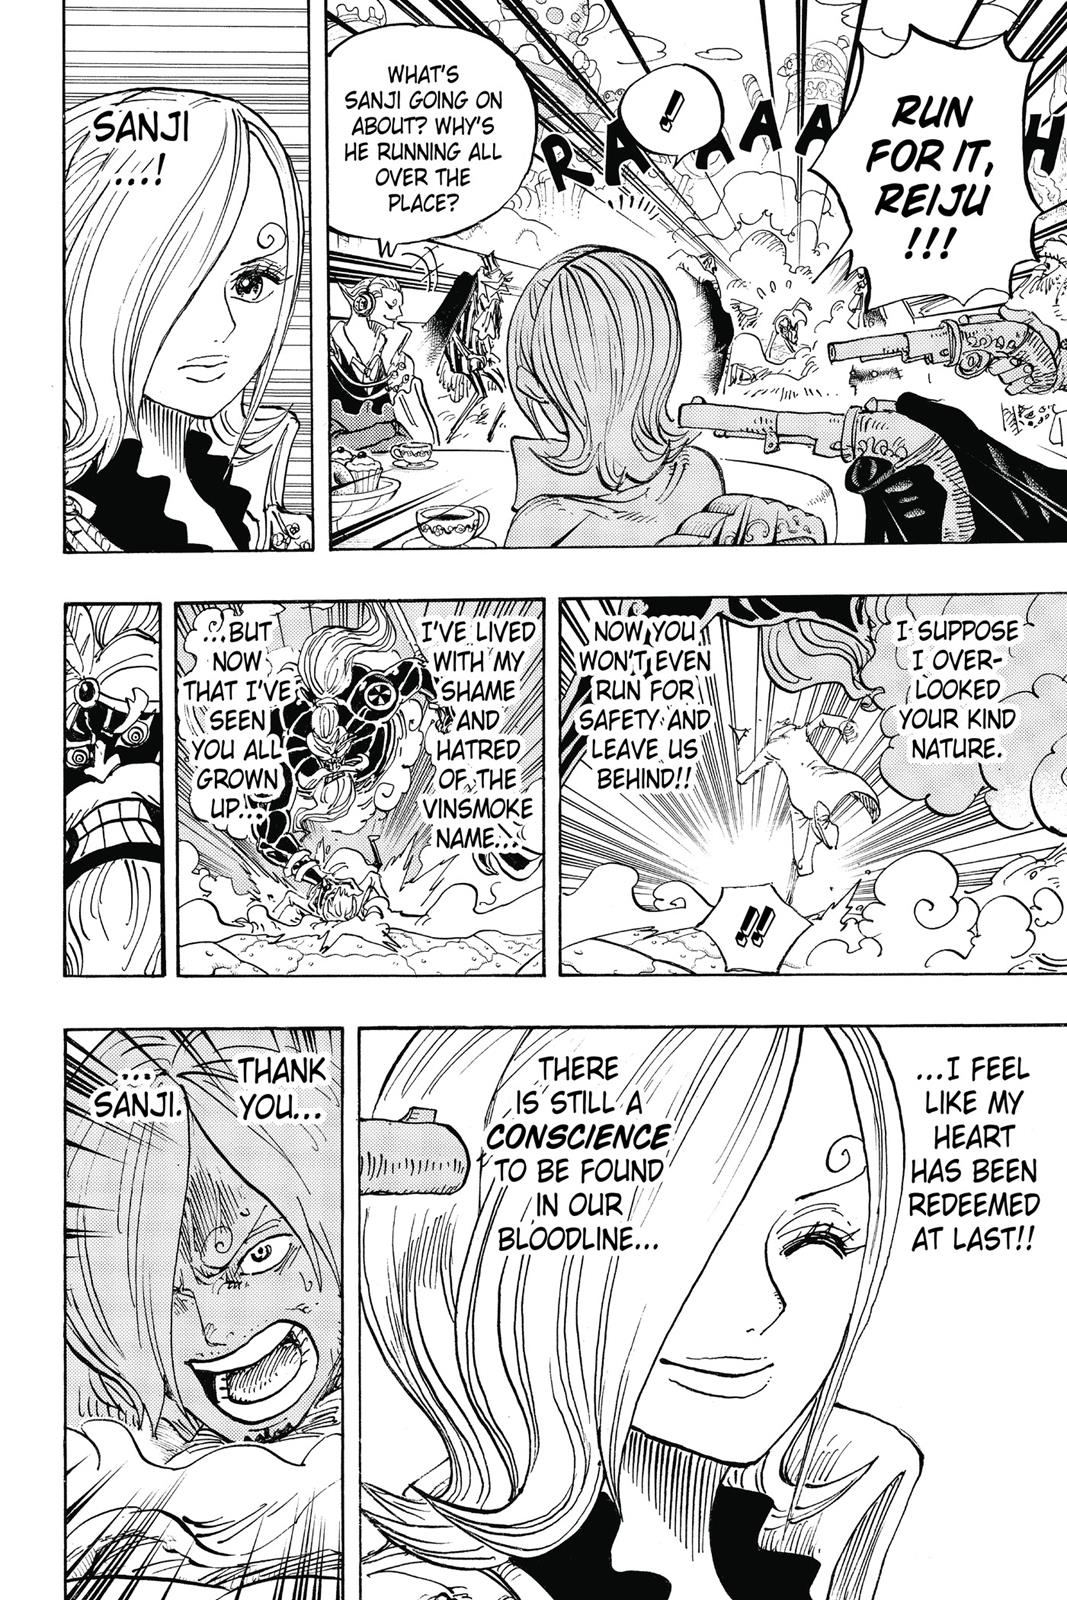 RUN
FOR IT,
REIJU
!!!
RAAAAA H
!
WHAT'S
SANJI GOING ON
ABOUT? WHY'S
HE RUNNING ALL
OVER THE
PLACE?
SANJI
...!
I SUPPOSE
I OVER-
LOOKED
YOUR KIND
NATURE.
NOW YOU
WON'T EVEN
RUN FOR
SAFETY AND
LEAVE US
BEHIND!!
!!
I'VE LIVED
WITH MY
SHAME
AND
HATRED
OF THE
VINSMOKE
NAME...
...BUT
NOW
THAT I'VE
SEEN
YOU ALL
GROWN
UP...
...I FEEL
LIKE MY
HEART
HAS BEEN
REDEEMED
AT LAST!!
THERE
IS STILL A
CONSCIENCE
TO BE FOUND
IN OUR
BLOODLINE...
THANK
YOU...
...
SANJI.